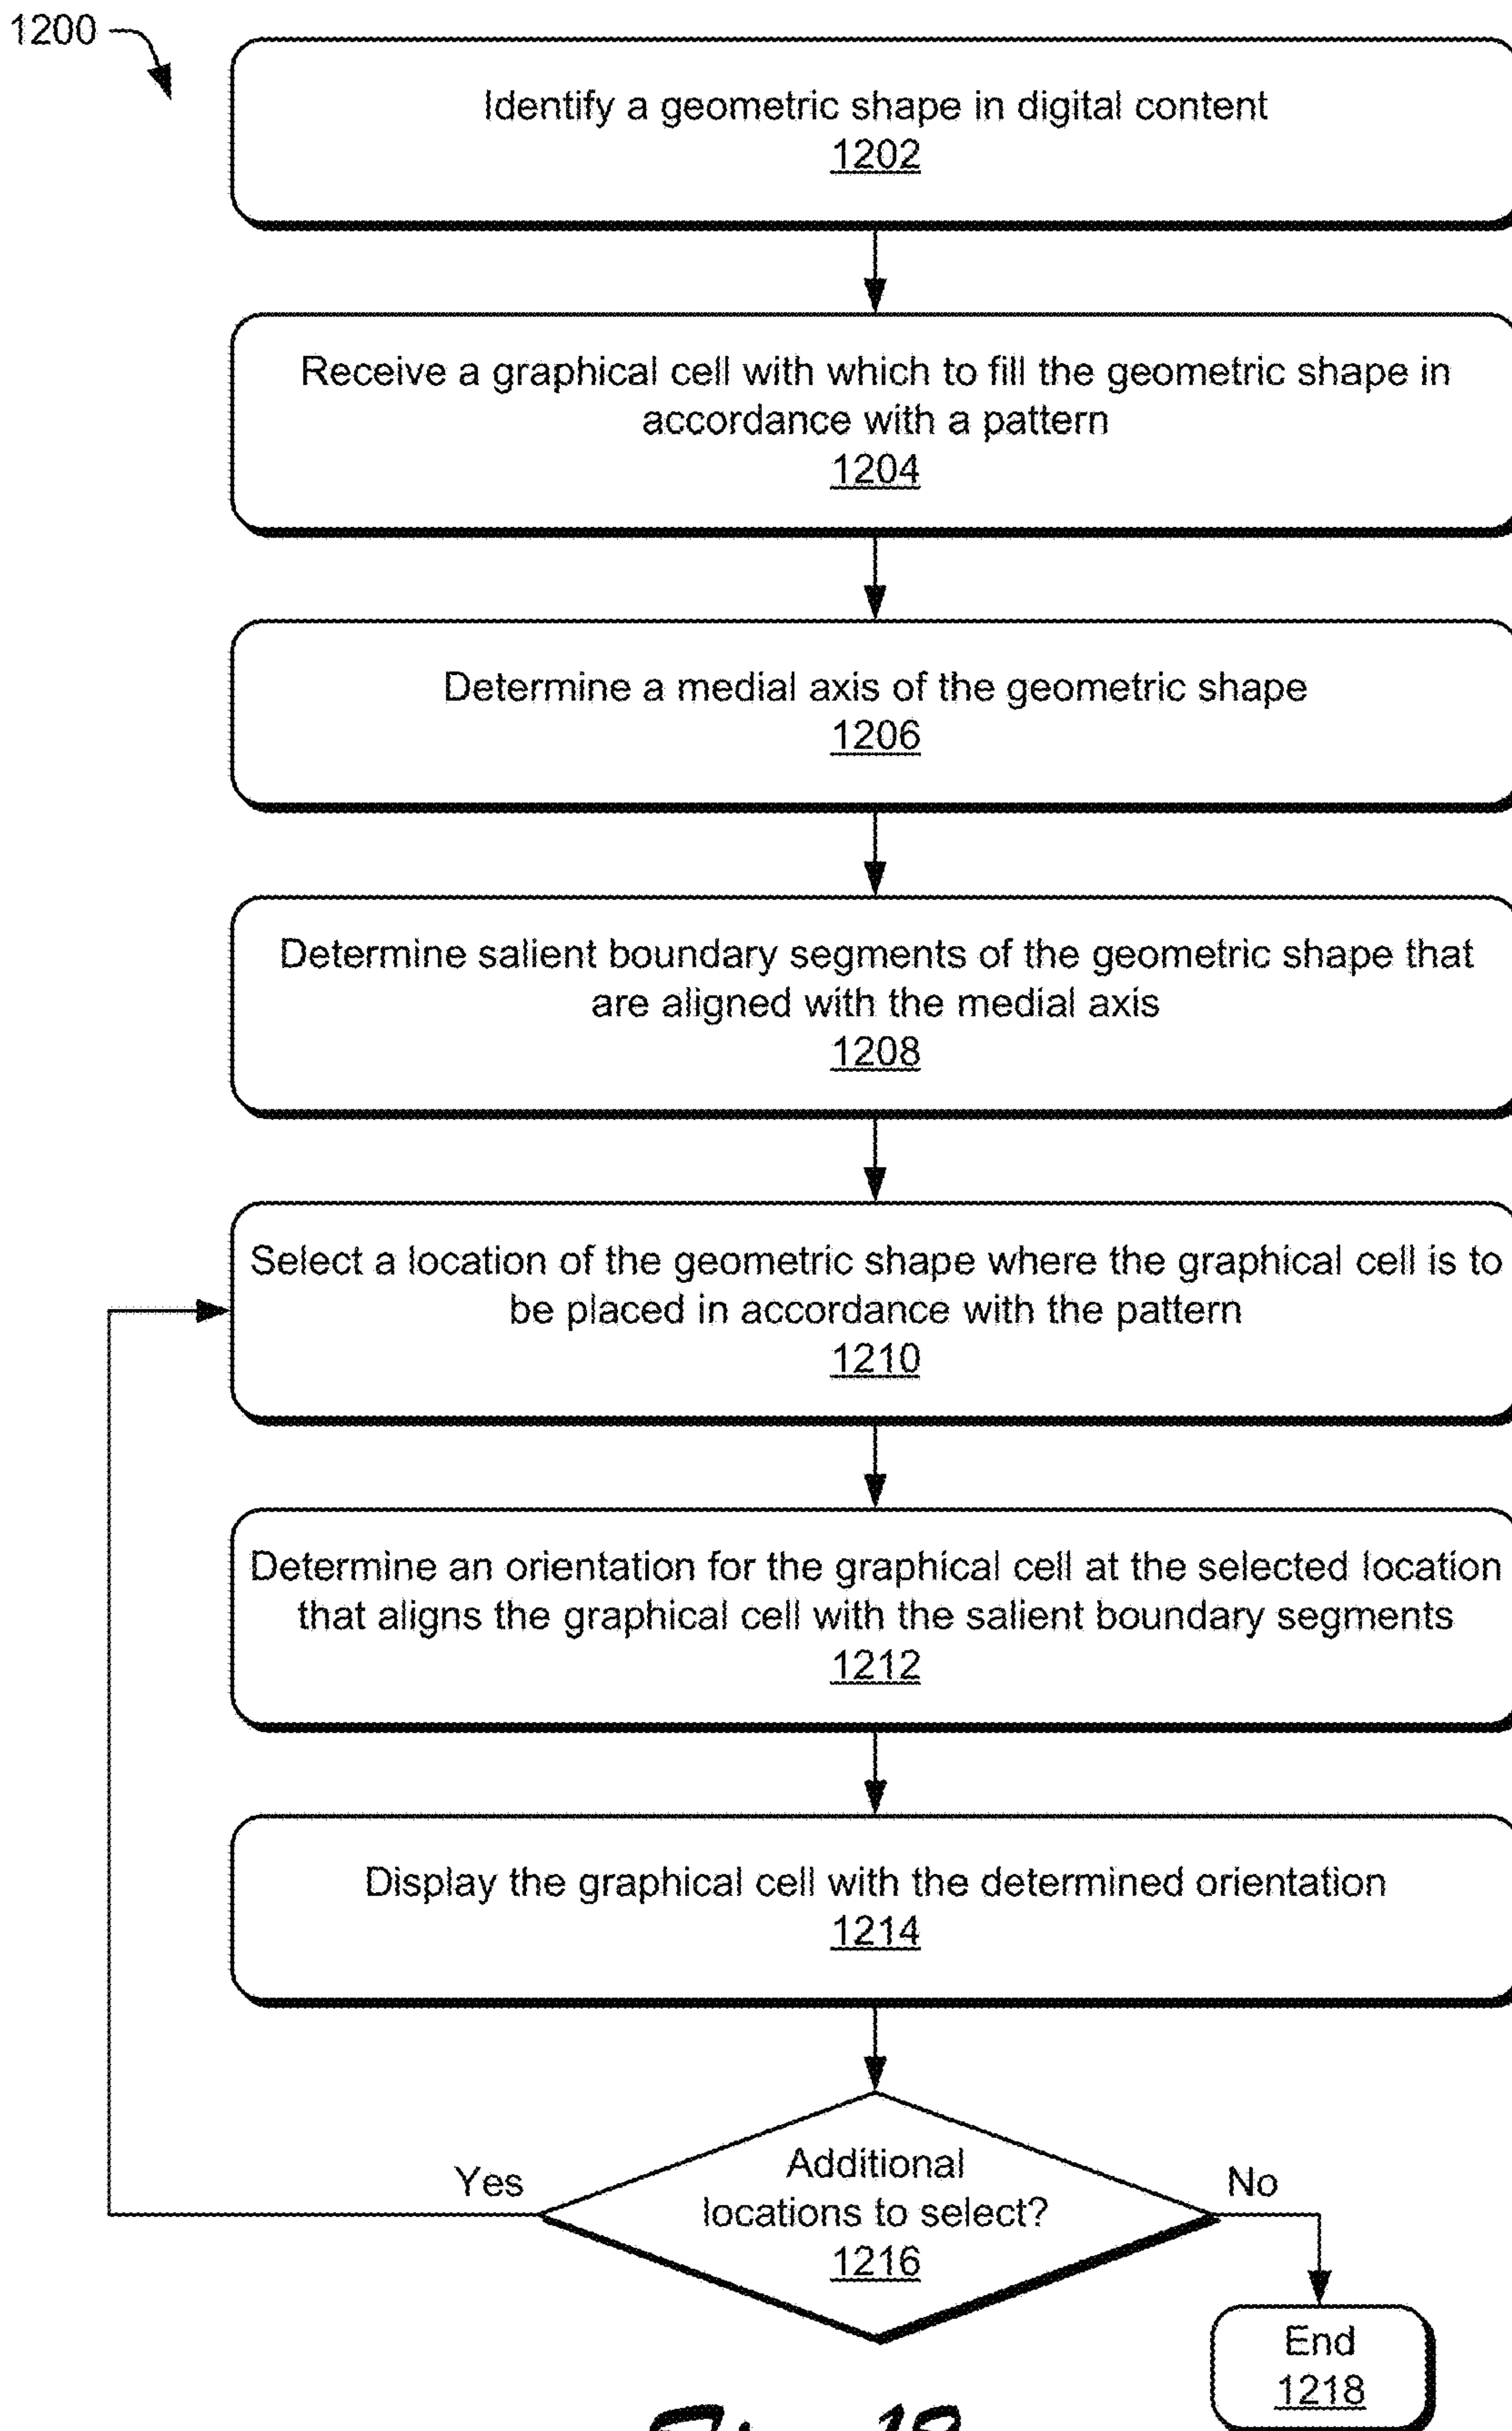 1200
Identify a geometric shape in digital content
1202
Receive a graphical cell with which to fill the geometric shape in
accordance with a pattern
1204
Determine a medial axis of the geometric shape
1206
Determine salient boundary segments of the geometric shape that
are aligned with the medial axis
1208
Select a location of the geometric shape where the graphical cell is to
be placed in accordance with the pattern
1210
Determine an orientation for the graphical cell at the selected location
that aligns the graphical cell with the salient boundary segments
1212
Display the graphical cell with the determined orientation
1214
Additional
locations to select?
1216
Yes
No
End
1218